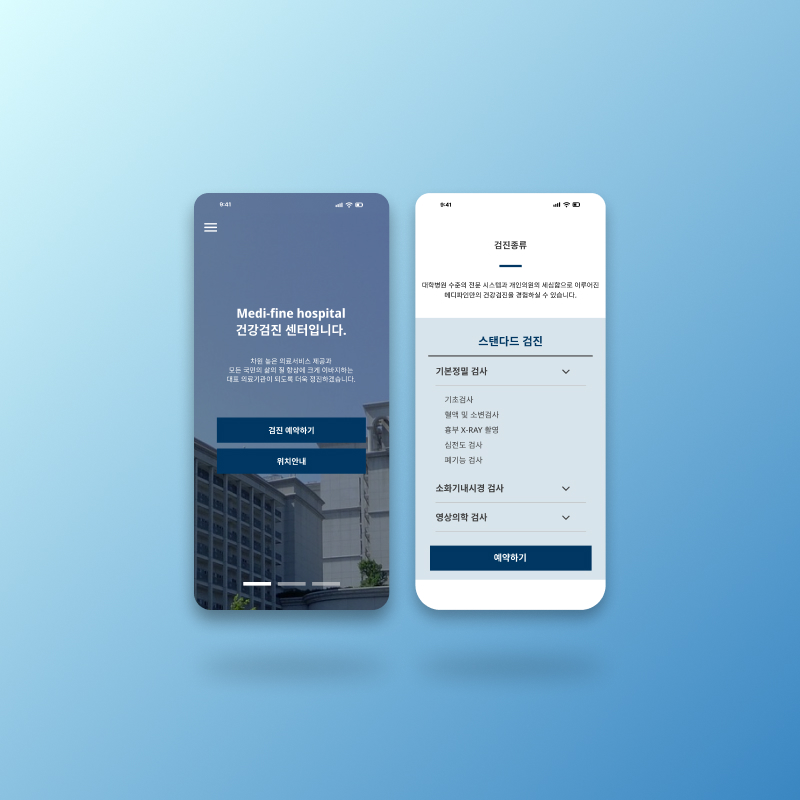 9:41
Medi-fine hospital
건강검진 센터입니다.
차원 높은 의료서비스 제공과
모든 국민의 삶의 질 향상에 크게 이바지하는
대표 의료기관이 되도록 더욱 정진하겠습니다.
검진 예약하기
위치안내
9:41
검진종류
대학병원 수준의 전문 시스템과 개인의원의 세심함으로 이루어진
메디파인만의 건강검진을 경험하실 수 있습니다.
스탠다드 검진
기본정밀 검사
기초검사
혈액 및 소변검사
흉부 X-RAY 촬영
심전도 검사
폐기능 검사
소화기내시경 검사
영상의학 검사
예약하기